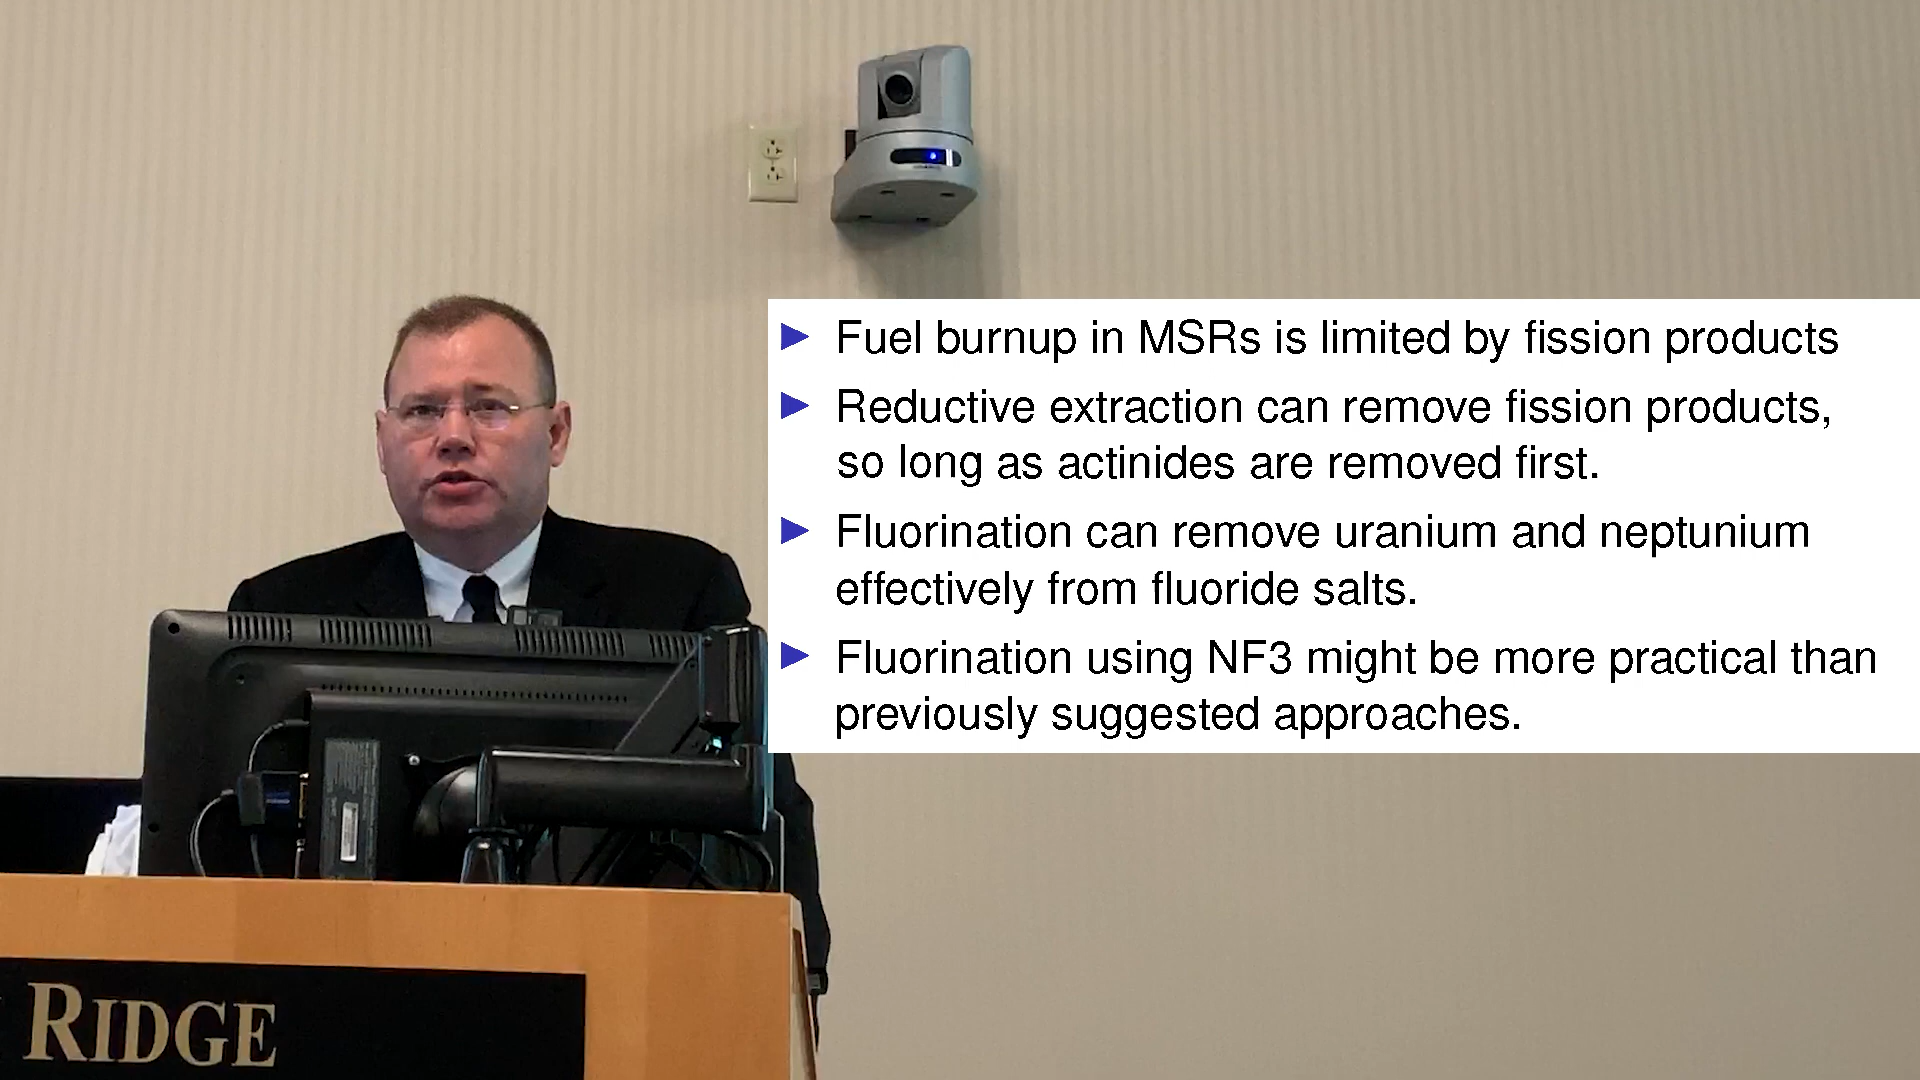 Fuel burnup in MSRs is limited by fission products
Reductive extraction can remove fission products,
so long as actinides are removed first.
Fluorination can remove uranium and neptunium
effectively from fluoride salts.
Fluorination using NF3 might be more practical than
previously suggested approaches.
RIDGE